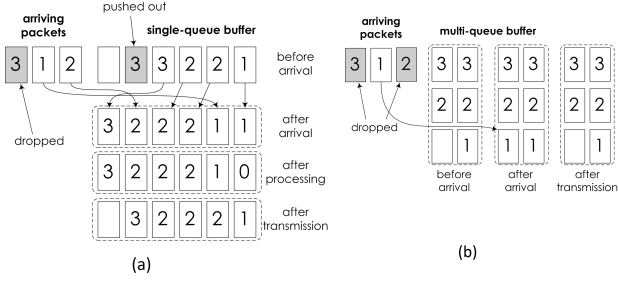 pushed out
arriving packets
single-queue buffer
3 1 2
3 3 2 2 1
before arrival
dropped
3 2 2 2 1 1
after arrival
3 2 2 2 1 0
after processing
3 2 2 2 1
after transmission
(a)
arriving packets
multi-queue buffer
3 1 2
3 3
3 3
3 3
2 2
2 2
2 2
dropped
1
1 1
1
before arrival
after arrival
after transmission
(b)